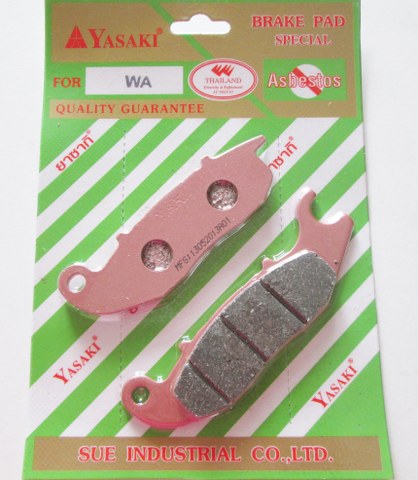 YASAKI
BRAKE PAD
SPECIAL
FOR
WA
THAILAND
Asbestos
QUALITY GUARANTEE
ยาซากิ
ยาซากิ
MFG113052013R01
YASAKI
YASAKI
SUE INDUSTRIAL CO.,LTD.